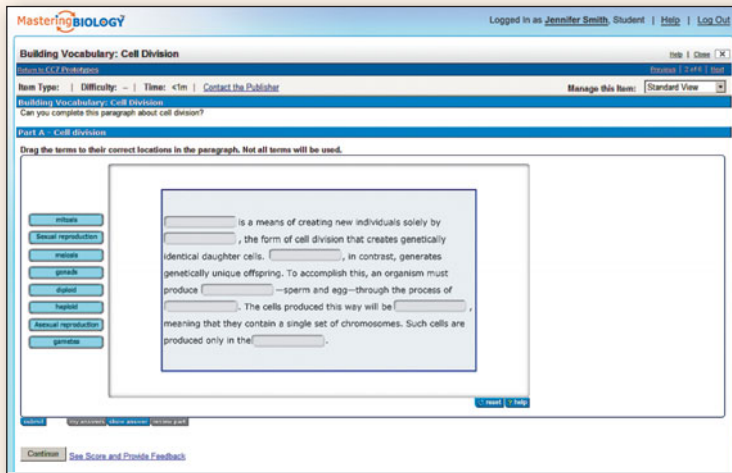 MasteringBIOLOGY
Logged In as Jennifer Smith, Student | Help | Log Out
Building Vocabulary: Cell Division
Help | Close X
Return to CC7 Prototypes
Previous | 2 of 6 | Next
Item Type: | Difficulty: -- | Time: <1m | Contact the Publisher
Manage this Item: Standard View
Building Vocabulary: Cell Division
Can you complete this paragraph about cell division?
Part A - Cell division
Drag the terms to their correct locations in the paragraph. Not all terms will be used.
mitosis
Sexual reproduction
meiosis
gonads
diploid
haploid
Asexual reproduction
gametes
is a means of creating new individuals solely by
, the form of cell division that creates genetically
identical daughter cells. , in contrast, generates
genetically unique offspring. To accomplish this, an organism must
produce —sperm and egg—through the process of
. The cells produced this way will be ,
meaning that they contain a single set of chromosomes. Such cells are
produced only in the .
reset ? help
submit my answers show answer review part
Continue See Score and Provide Feedback